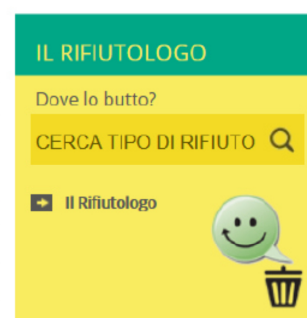 IL RIFIUTOLOGO
Dove lo butto?
CERCA TIPO DI RIFIUTO
Il Rifiutologo